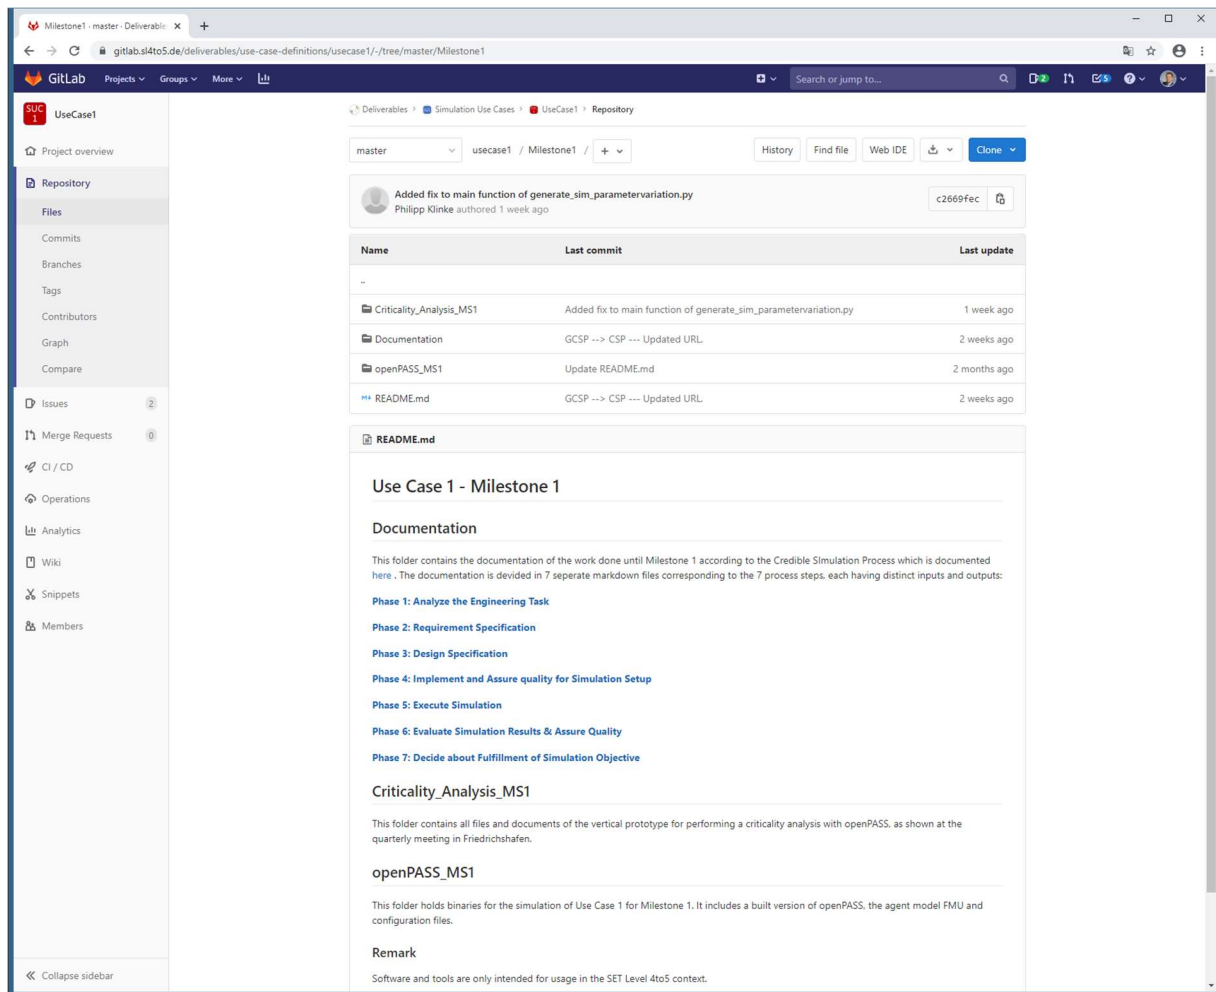 Milestone1 · master · Deliverable
gitlab.sl4to5.de/deliverables/use-case-definitions/usecase1/-/tree/master/Milestone1
GitLab Projects Groups More Search or jump to... 2 5
SUC 1 UseCase1
Project overview
Repository
Files
Commits
Branches
Tags
Contributors
Graph
Compare
Issues 2
Merge Requests 0
CI / CD
Operations
Analytics
Wiki
Snippets
Members
Collapse sidebar
Deliverables > Simulation Use Cases > UseCase1 > Repository
master usecase1 / Milestone1 / + History Find file Web IDE Clone
Added fix to main function of generate_sim_parametervariation.py
Philipp Klinke authored 1 week ago c2669fec
Name Last commit Last update
..
Criticality_Analysis_MS1 Added fix to main function of generate_sim_parametervariation.py 1 week ago
Documentation GCSP --> CSP --- Updated URL. 2 weeks ago
openPASS_MS1 Update README.md 2 months ago
README.md GCSP --> CSP --- Updated URL. 2 weeks ago
README.md
Use Case 1 - Milestone 1
Documentation
This folder contains the documentation of the work done until Milestone 1 according to the Credible SImulation Process which is documented
here . The documentation is devided in 7 seperate markdown files corresponding to the 7 process steps, each having distinct inputs and outputs:
Phase 1: Analyze the Engineering Task
Phase 2: Requirement Specification
Phase 3: Design Specification
Phase 4: Implement and Assure quality for Simulation Setup
Phase 5: Execute Simulation
Phase 6: Evaluate Simulation Results & Assure Quality
Phase 7: Decide about Fulfillment of Simulation Objective
Criticality_Analysis_MS1
This folder contains all files and documents of the vertical prototype for performing a criticality analysis with openPASS, as shown at the
quarterly meeting in Friedrichshafen.
openPASS_MS1
This folder holds binaries for the simulation of Use Case 1 for Milestone 1. It includes a built version of openPASS, the agent model FMU and
configuration files.
Remark
Software and tools are only intended for usage in the SET Level 4to5 context.